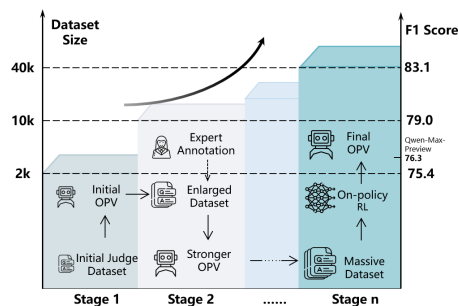 Dataset
Size
F1 Score
40k
83.1
10k
79.0
Expert
Annotation
Final
OPV
Qwen-Max-
Preview
76.3
2k
75.4
Initial
OPV
Enlarged
Dataset
On-policy
RL
Initial Judge
Dataset
Stronger
OPV
Massive
Dataset
Q
A
Q
A
Q
A
Stage 1
Stage 2
......
Stage n